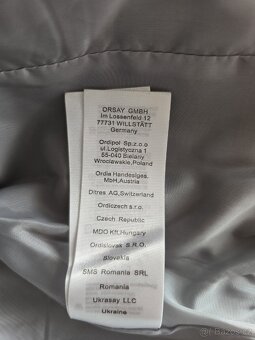 ORSAY GMBH
Im Lossenfeld 12
77731 WILLSTÄTT
Germany
Ordipol Sp.z.o.o
ul.Logistyczna 1
55-040 Bielany
Wroclawskie,Poland
Ordia Handesiges.
MbH,Austria
Ditres AG,Switzerland
Ordiczech s.r.o.
Czech Republic
MDO Kft,Hungary
Ordislovak S.R.O.
Slovakia
SMS Romania SRL
Romania
Ukrasay LLC
Ukraine